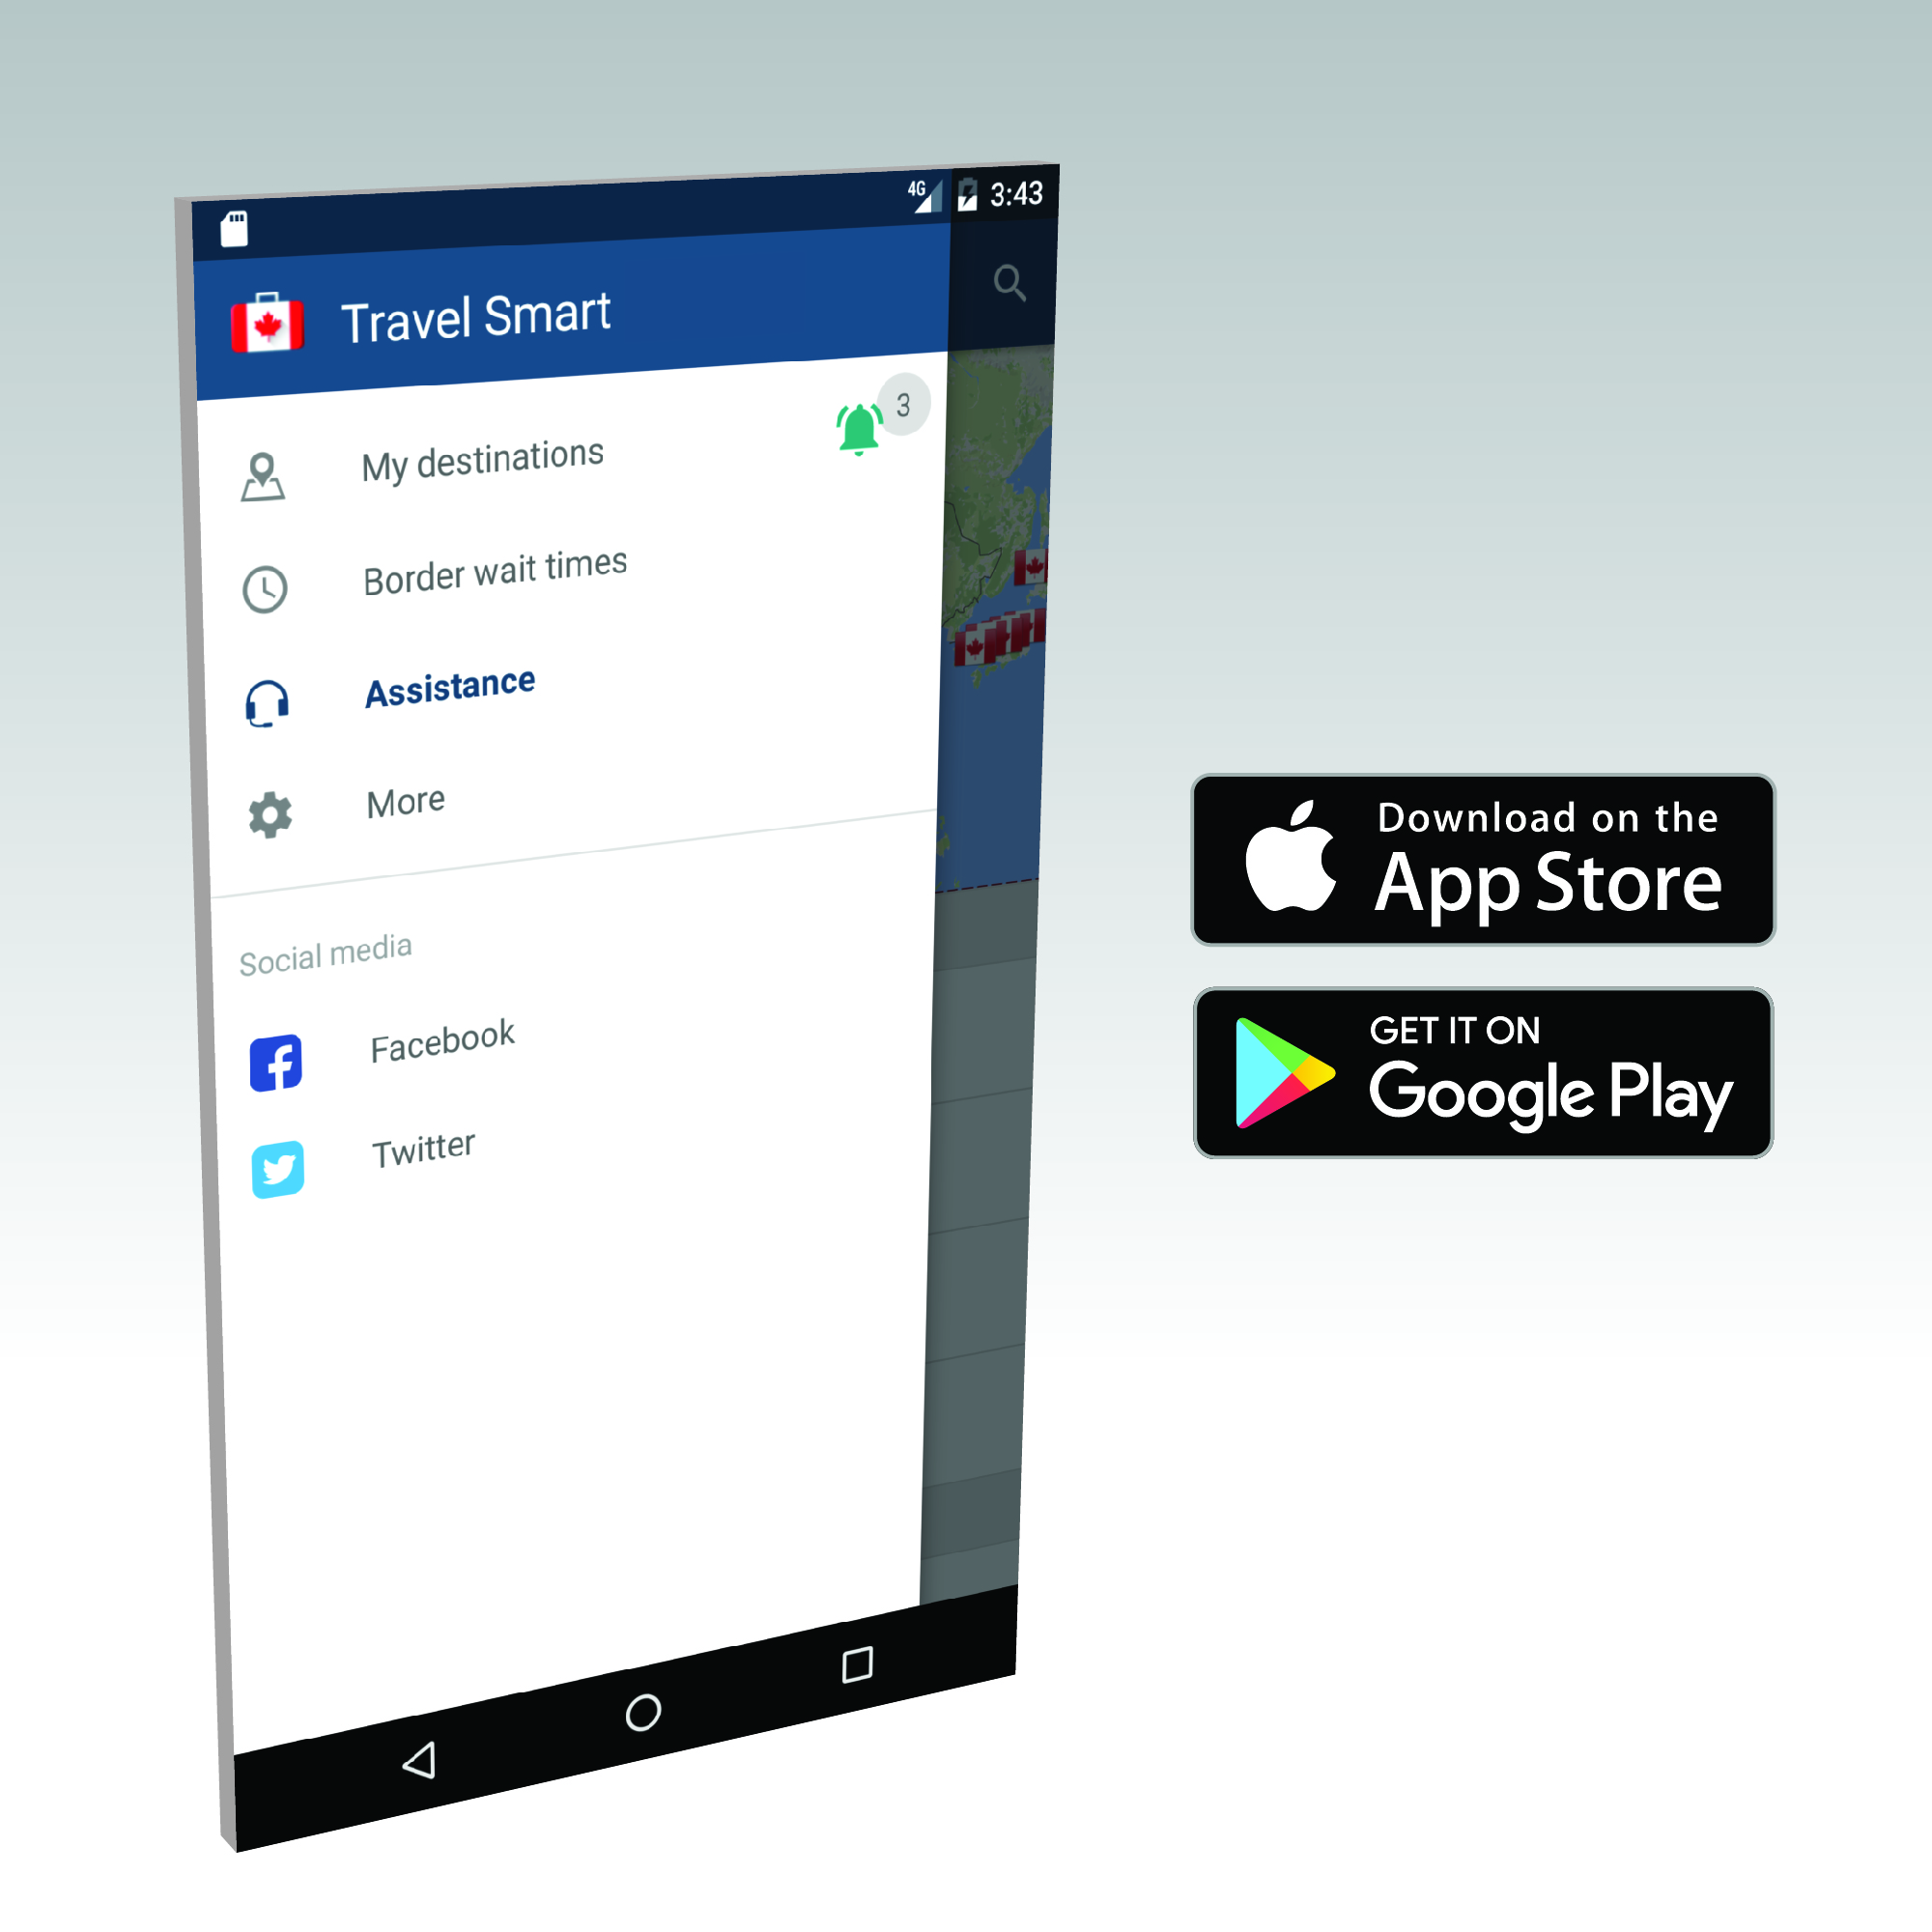 4G 3:43
Travel Smart
My destinations
3
Border wait times
Assistance
More
Social media
Facebook
Twitter
Download on the
App Store
GET IT ON
Google Play